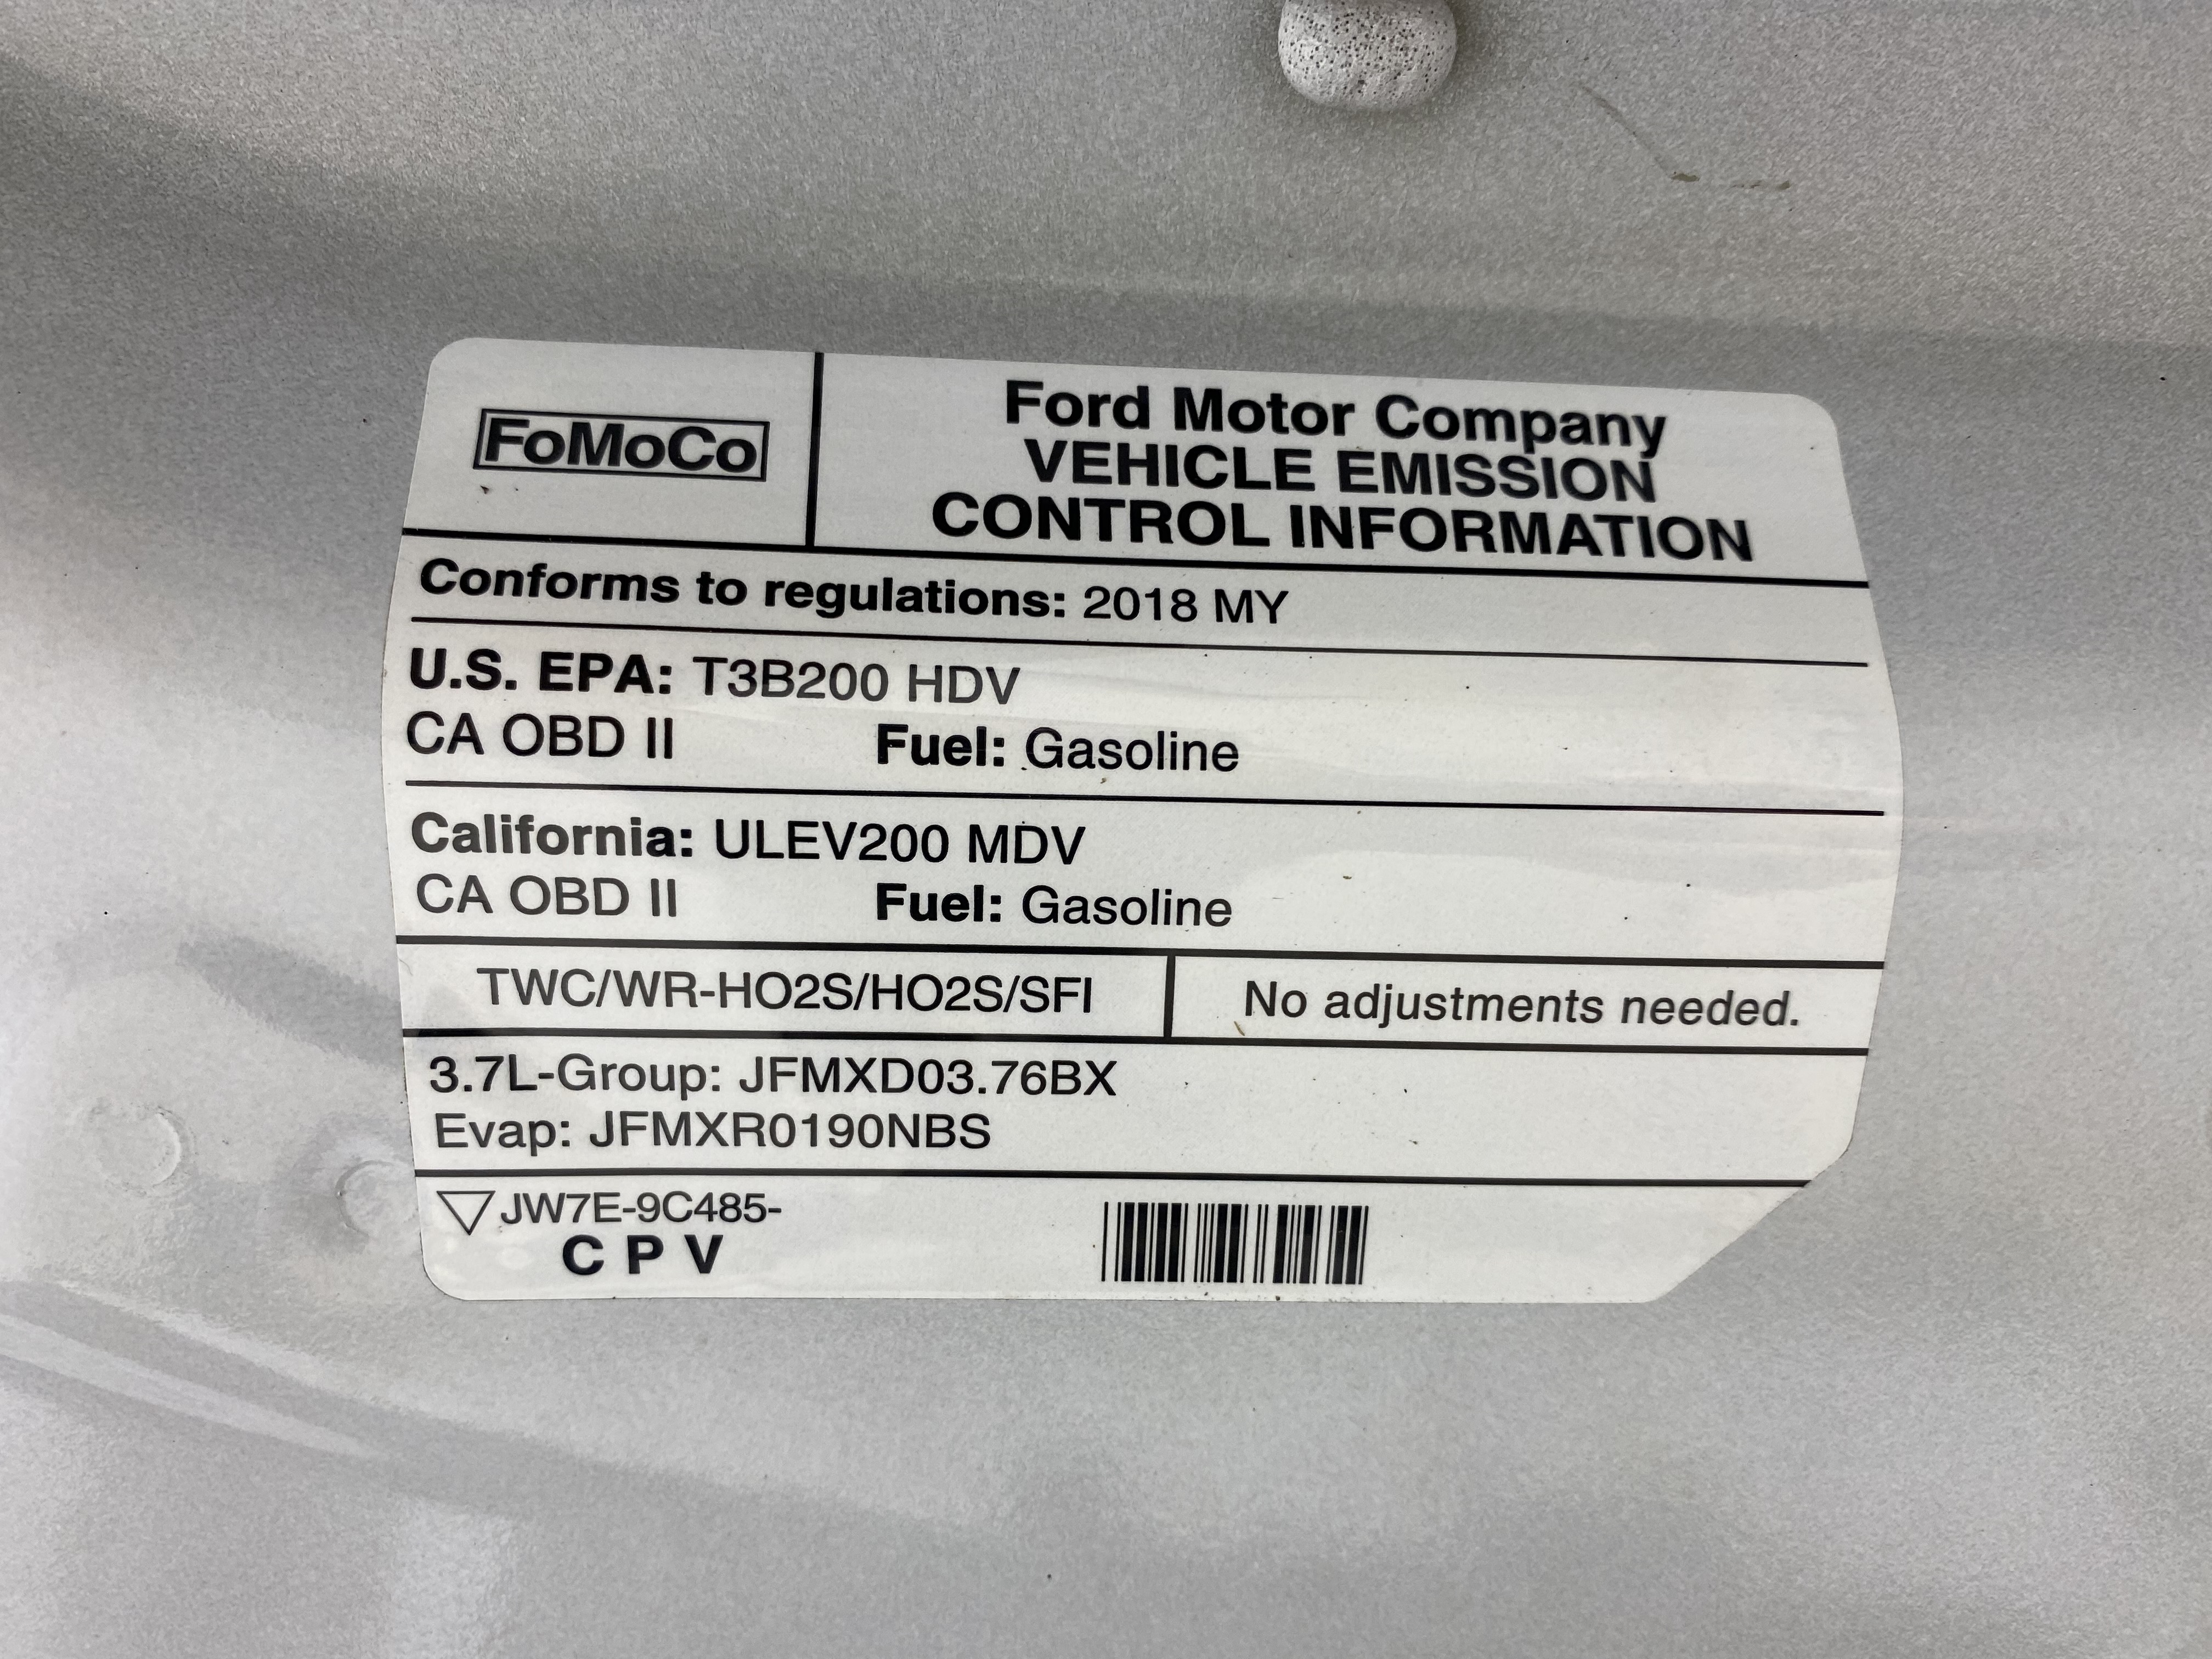 FoMoCo
Ford Motor Company
VEHICLE EMISSION
CONTROL INFORMATION
Conforms to regulations: 2018 MY
U.S. EPA: T3B200 HDV
CA OBD II Fuel: Gasoline
California: ULEV200 MDV
CA OBD II Fuel: Gasoline
TWC/WR-HO2S/HO2S/SFI
No adjustments needed.
3.7L-Group: JFMXD03.76BX
Evap: JFMXR0190NBS
JW7E-9C485-
C P V